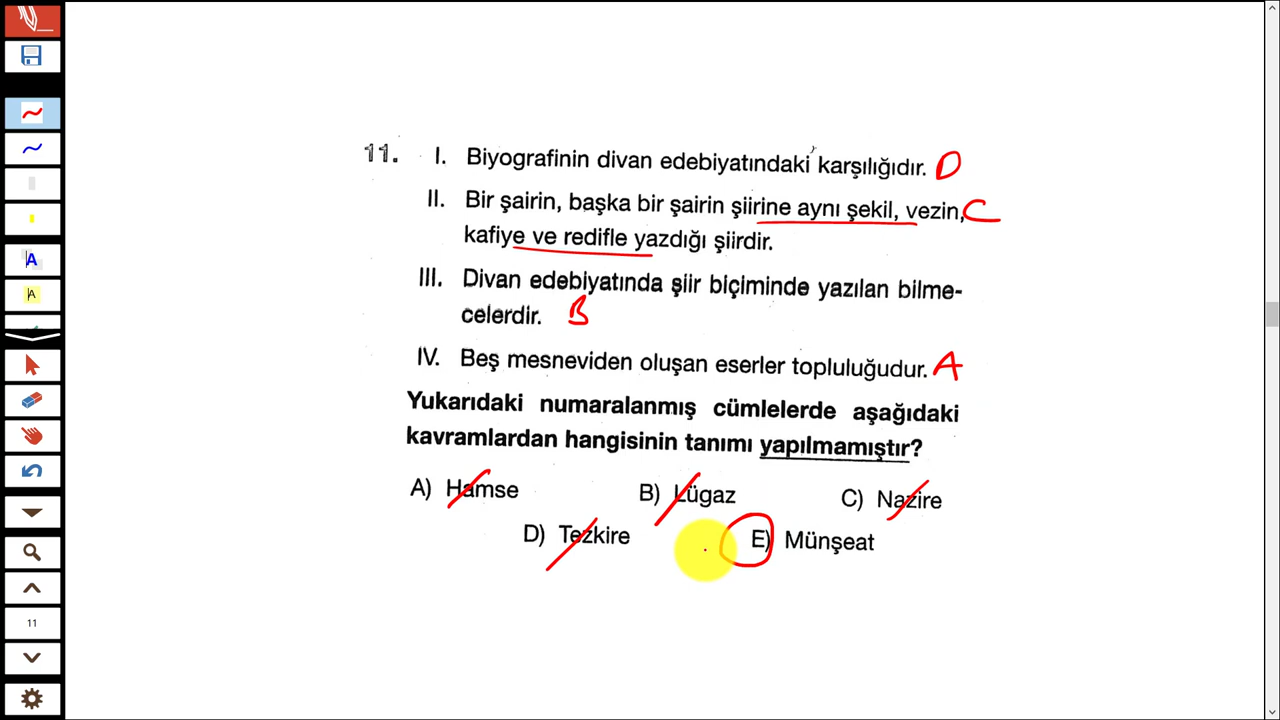 11. I. Biyografinin divan edebiyatındaki karşılığıdır. D
II. Bir şairin, başka bir şairin şiirine aynı şekil, vezin, C
kafiye ve redifle yazdığı şiirdir.
III. Divan edebiyatında şiir biçiminde yazılan bilme-
celerdir. B
IV. Beş mesneviden oluşan eserler topluluğudur. A
Yukarıdaki numaralanmış cümlelerde aşağıdaki
kavramlardan hangisinin tanımı yapılmamıştır?
A) Hamse B) Lügaz C) Nazire
D) Tezkire E) Münşeat
A
A
11